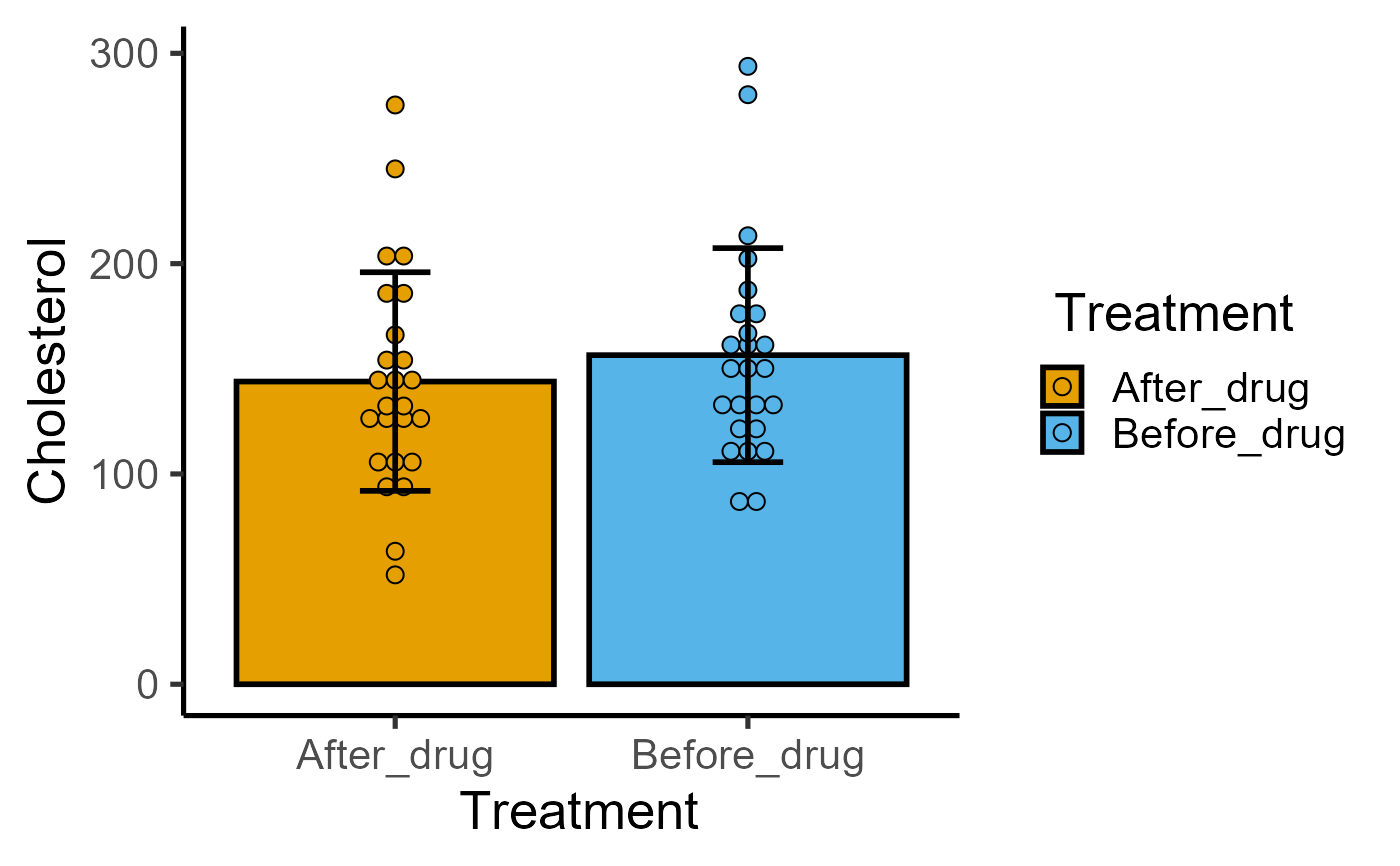 300
200
100
0
Cholesterol
After_drug
Before_drug
Treatment
Treatment
After_drug
Before_drug